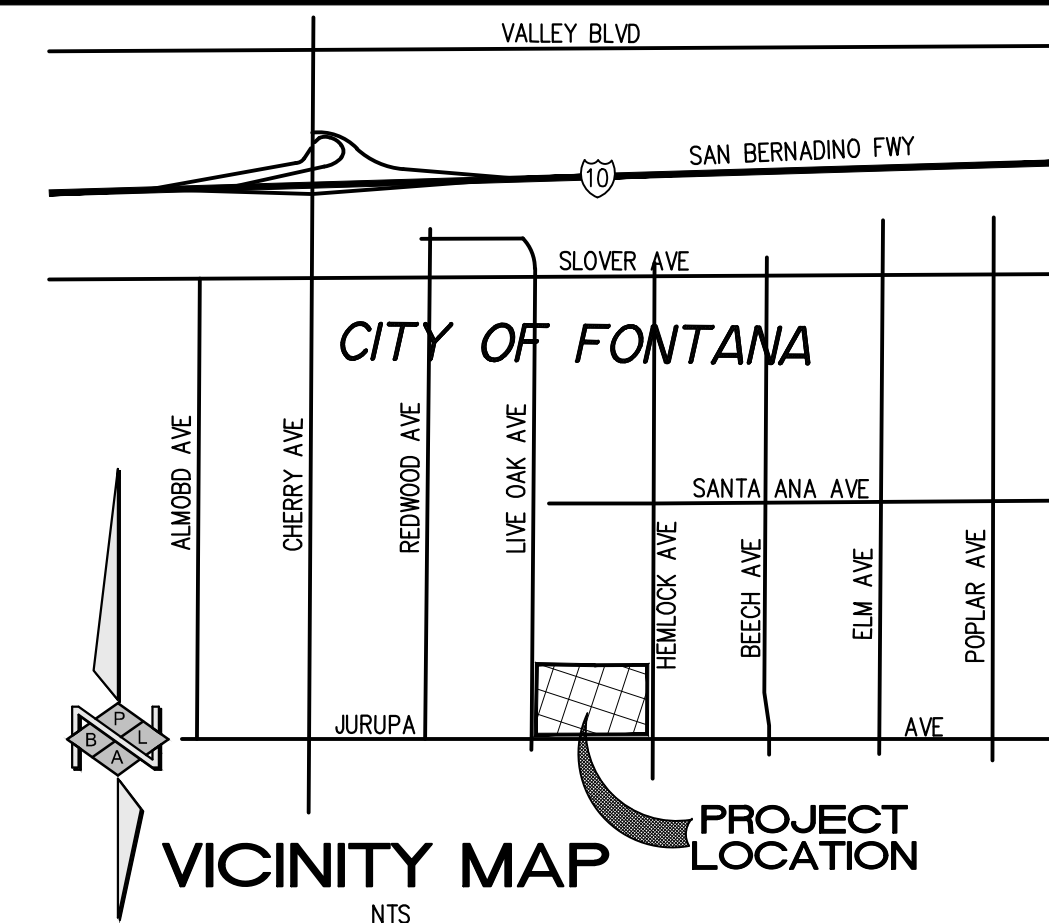 VALLEY BLVD
SAN BERNADINO FWY
10
SLOVER AVE
CITY OF FONTANA
ALMOBD AVE
CHERRY AVE
REDWOOD AVE
LIVE OAK AVE
SANTA ANA AVE
HEMLOCK AVE
BEECH AVE
ELM AVE
POPLAR AVE
JURUPA AVE
N
P
B L
A
PROJECT
LOCATION
VICINITY MAP
NTS